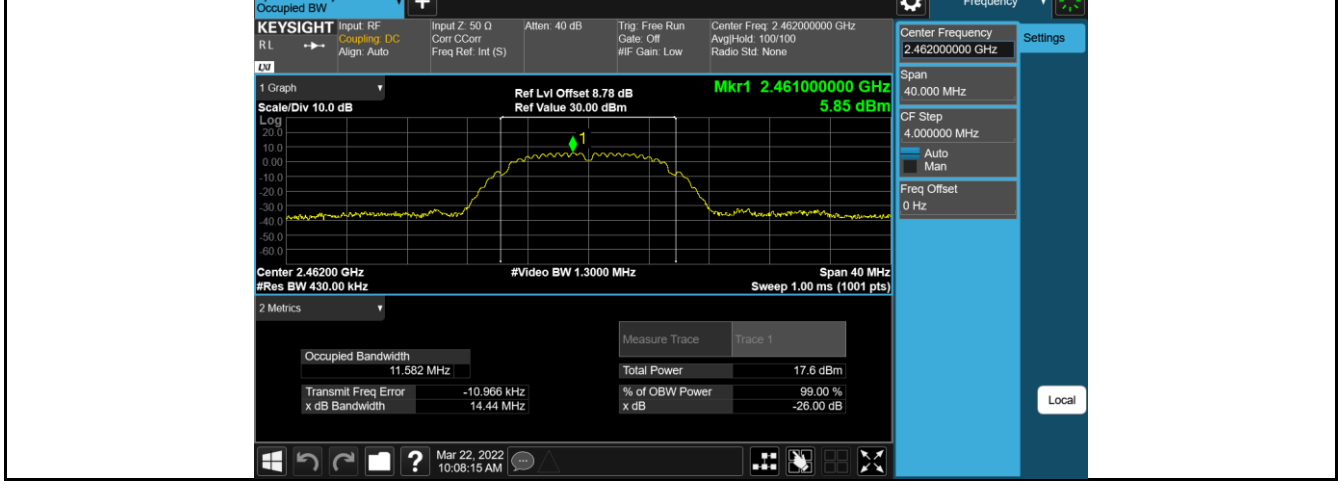 Occupied BW
Frequency
KEYSIGHT Input: RF Input Z: 50 Ω Atten: 40 dB Trig: Free Run Center Freq: 2.462000000 GHz
R L Coupling: DC Corr CCorr Gate: Off Avg|Hold: 100/100
Align: Auto Freq Ref: Int (S) #IF Gain: Low Radio Std: None
LXI
1 Graph
Ref Lvl Offset 8.78 dB
Mkr1 2.461000000 GHz
Scale/Div 10.0 dB
Ref Value 30.00 dBm
5.85 dBm
Log
20.0
10.0
0.00
-10.0
-20.0
-30.0
-40.0
-50.0
-60.0
1
Center 2.46200 GHz #Video BW 1.3000 MHz Span 40 MHz
#Res BW 430.00 kHz Sweep 1.00 ms (1001 pts)
2 Metrics
Measure Trace Trace 1
Occupied Bandwidth
11.582 MHz
Total Power 17.6 dBm
Transmit Freq Error -10.966 kHz % of OBW Power 99.00 %
x dB Bandwidth 14.44 MHz x dB -26.00 dB
?
Mar 22, 2022
10:08:15 AM
Center Frequency
2.462000000 GHz
Settings
Span
40.000 MHz
CF Step
4.000000 MHz
Auto
Man
Freq Offset
0 Hz
Local